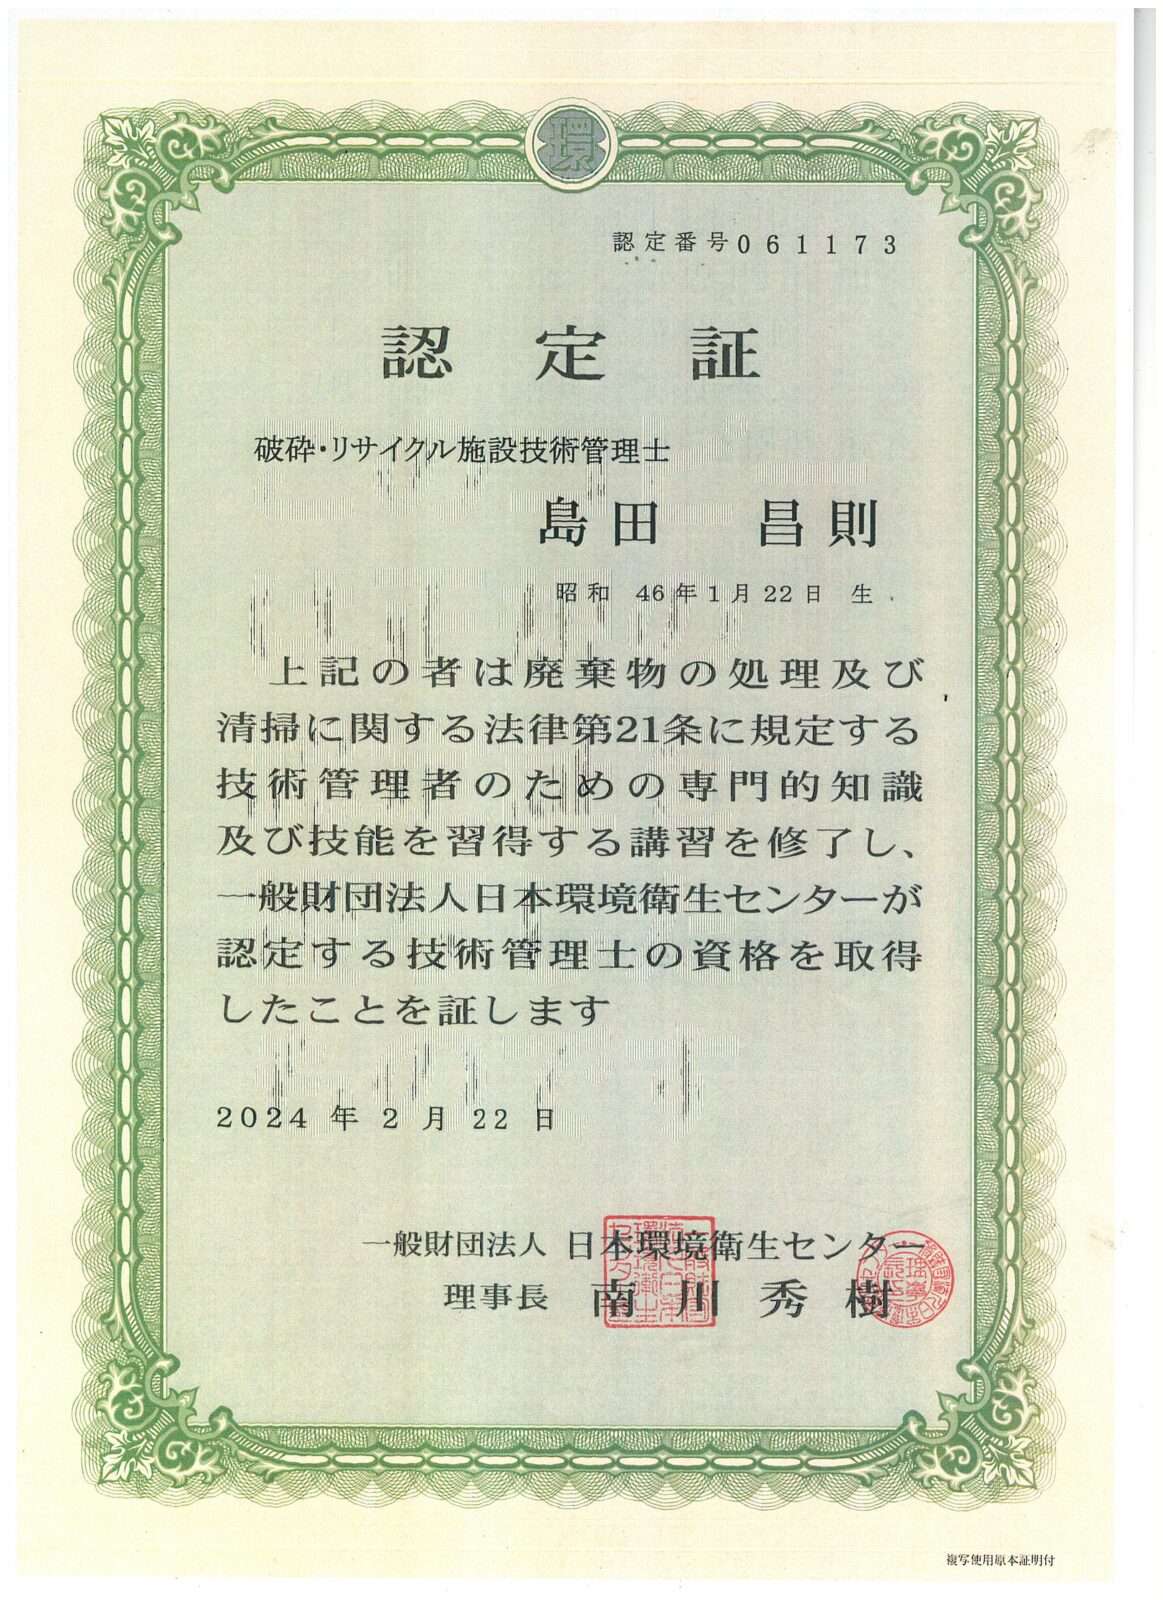 環
認定番号061173
認定証
破砕・リサイクル施設技術管理士
島田 昌則
昭和 46年1月22日 生
上記の者は廃棄物の処理及び
清掃に関する法律第21条に規定する
技術管理者のための専門的知識
及び技能を習得する講習を修了し、
一般財団法人日本環境衛生センターが
認定する技術管理士の資格を取得
したことを証します
2024 年 2 月 22 日
一般財団法人 日本環境衛生センター
理事長 南川秀樹
複写使用原本証明付